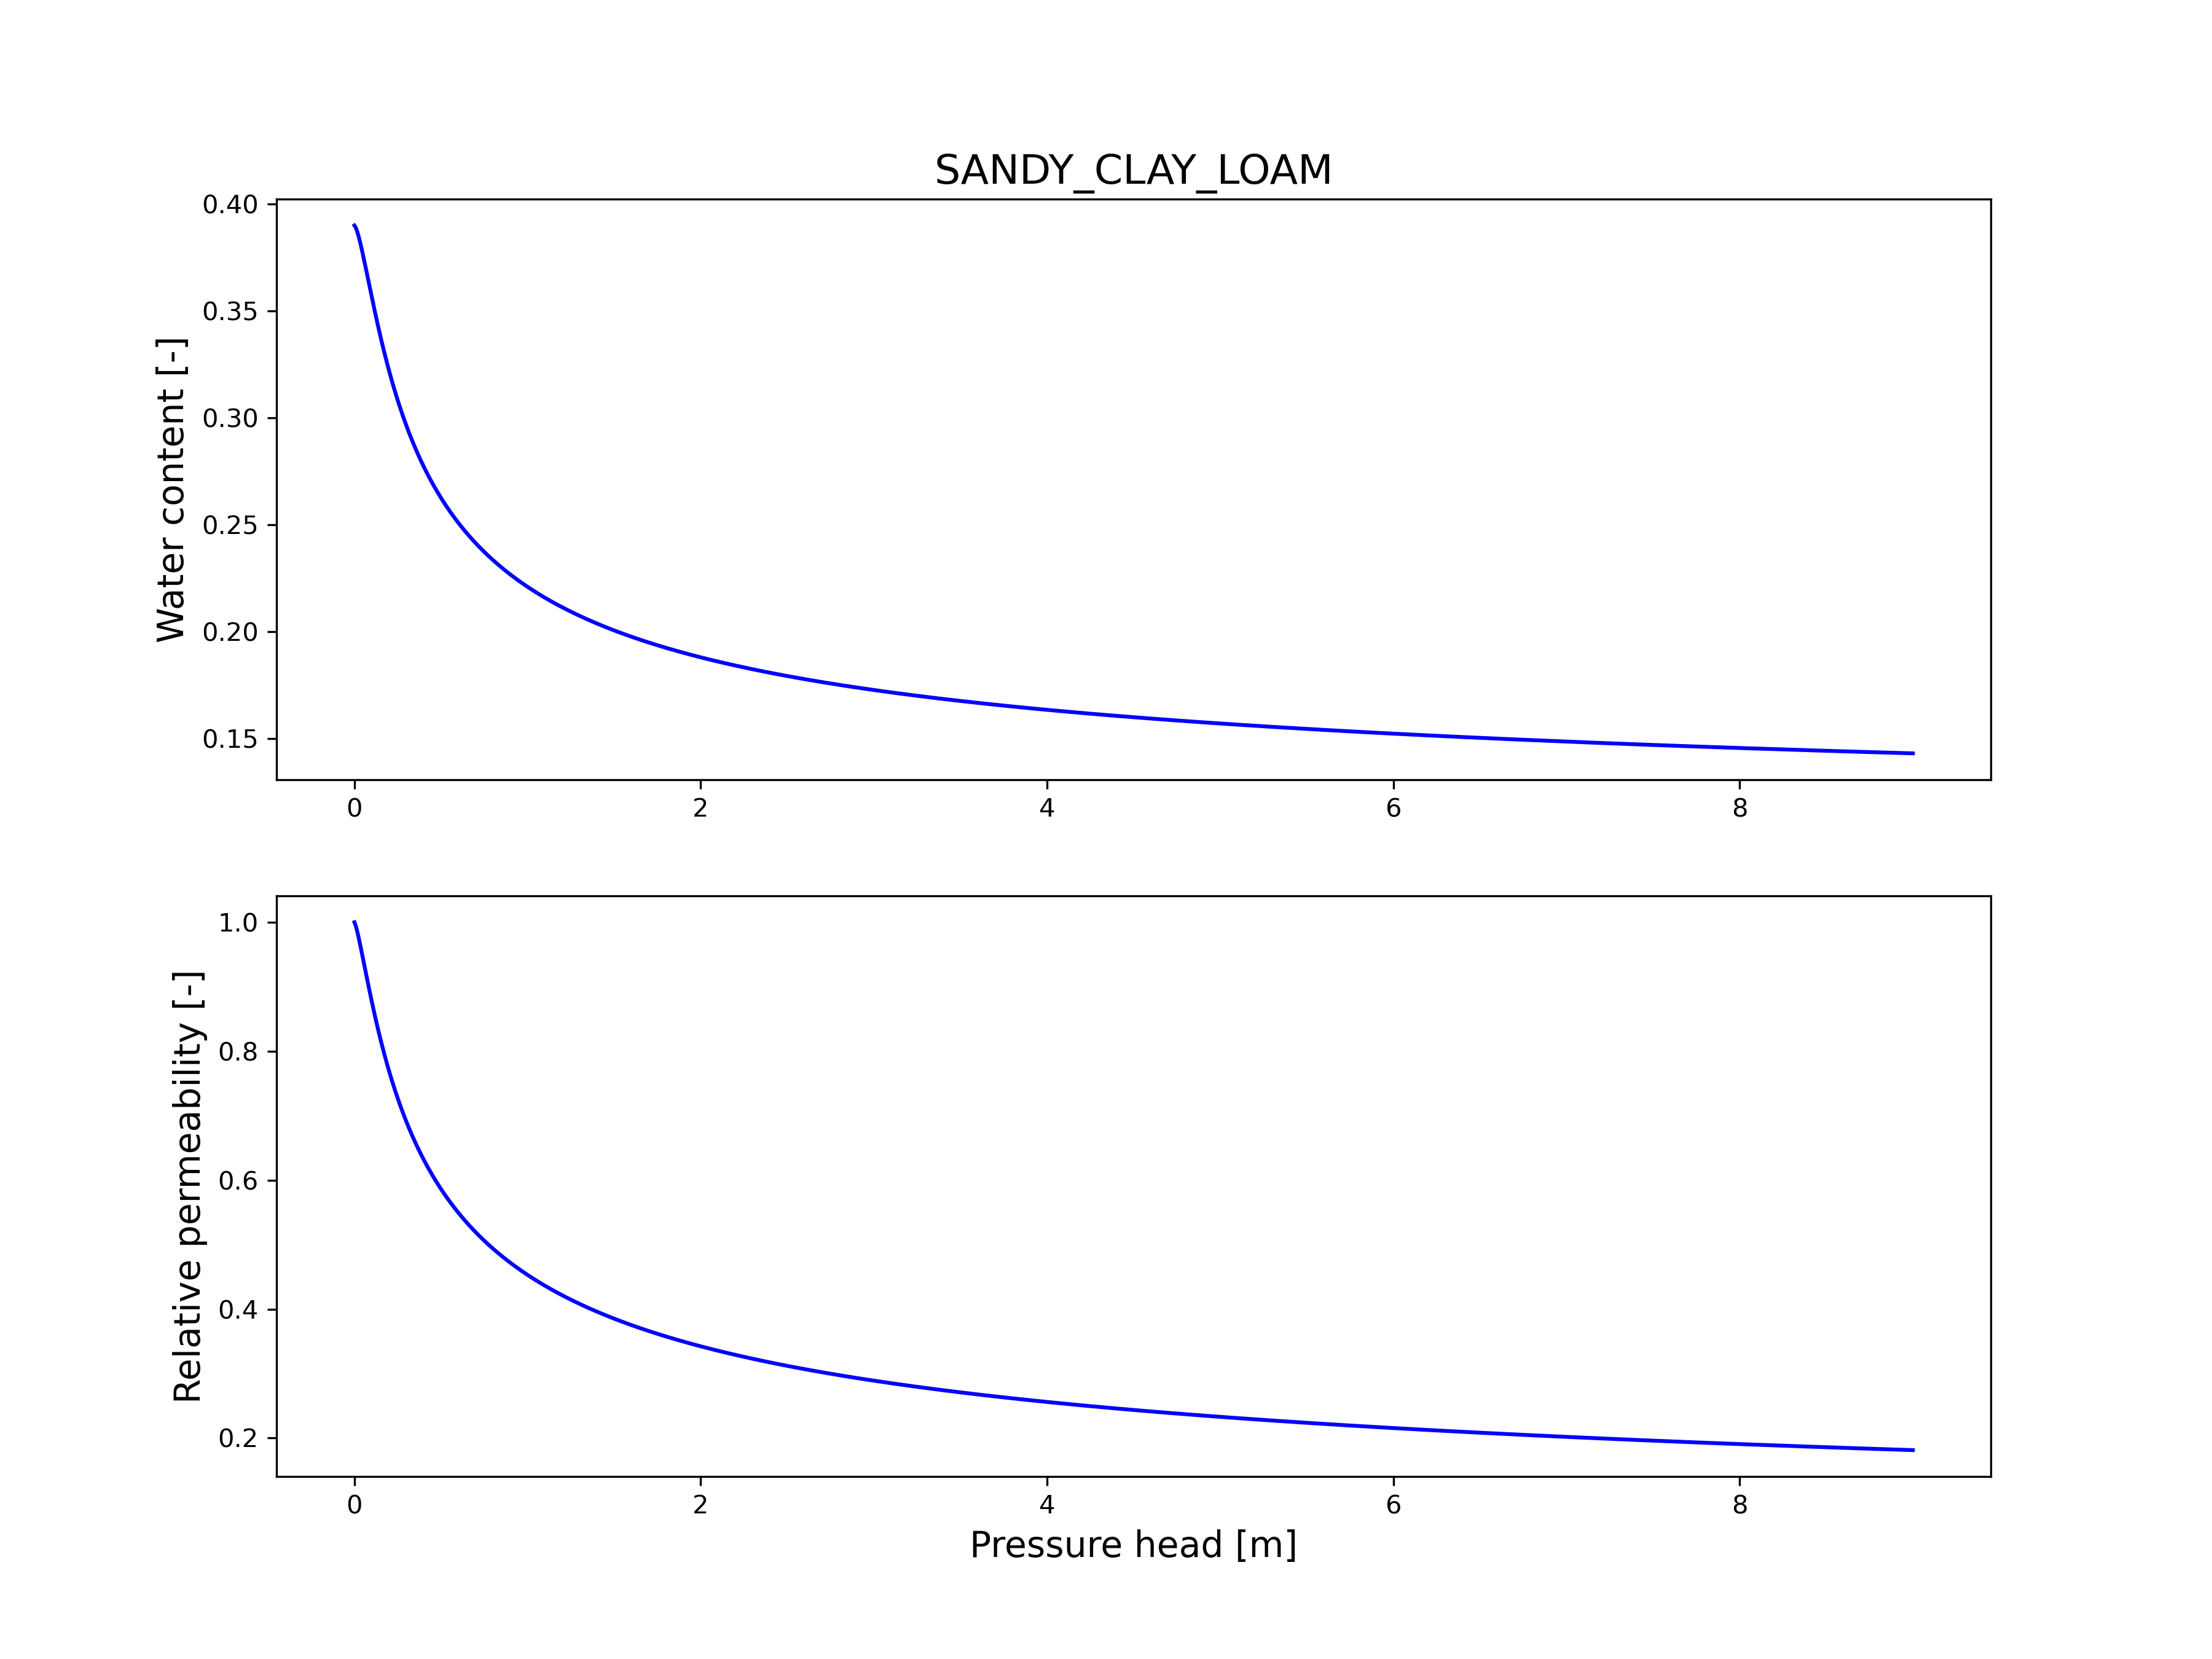 SANDY_CLAY_LOAM
Water content [-]
0.40
0.35
0.30
0.25
0.20
0.15
0 2 4 6 8
Relative permeability [-]
1.0
0.8
0.6
0.4
0.2
0 2 4 6 8
Pressure head [m]